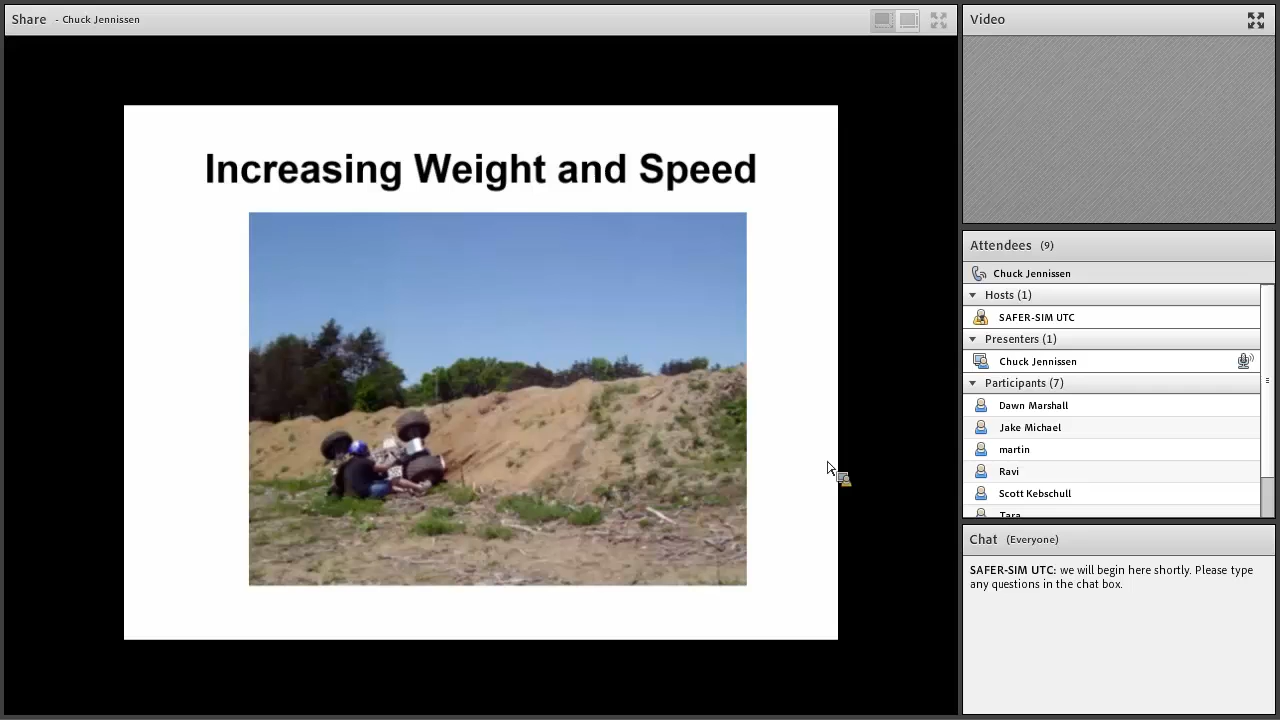 Share - Chuck Jennissen
Increasing Weight and Speed
Video
Attendees (9)
Chuck Jennissen
Hosts (1)
SAFER-SIM UTC
Presenters (1)
Chuck Jennissen
Participants (7)
Dawn Marshall
Jake Michael
martin
Ravi
Scott Kebschull
Tara
Chat (Everyone)
SAFER-SIM UTC: we will begin here shortly. Please type
any questions in the chat box.